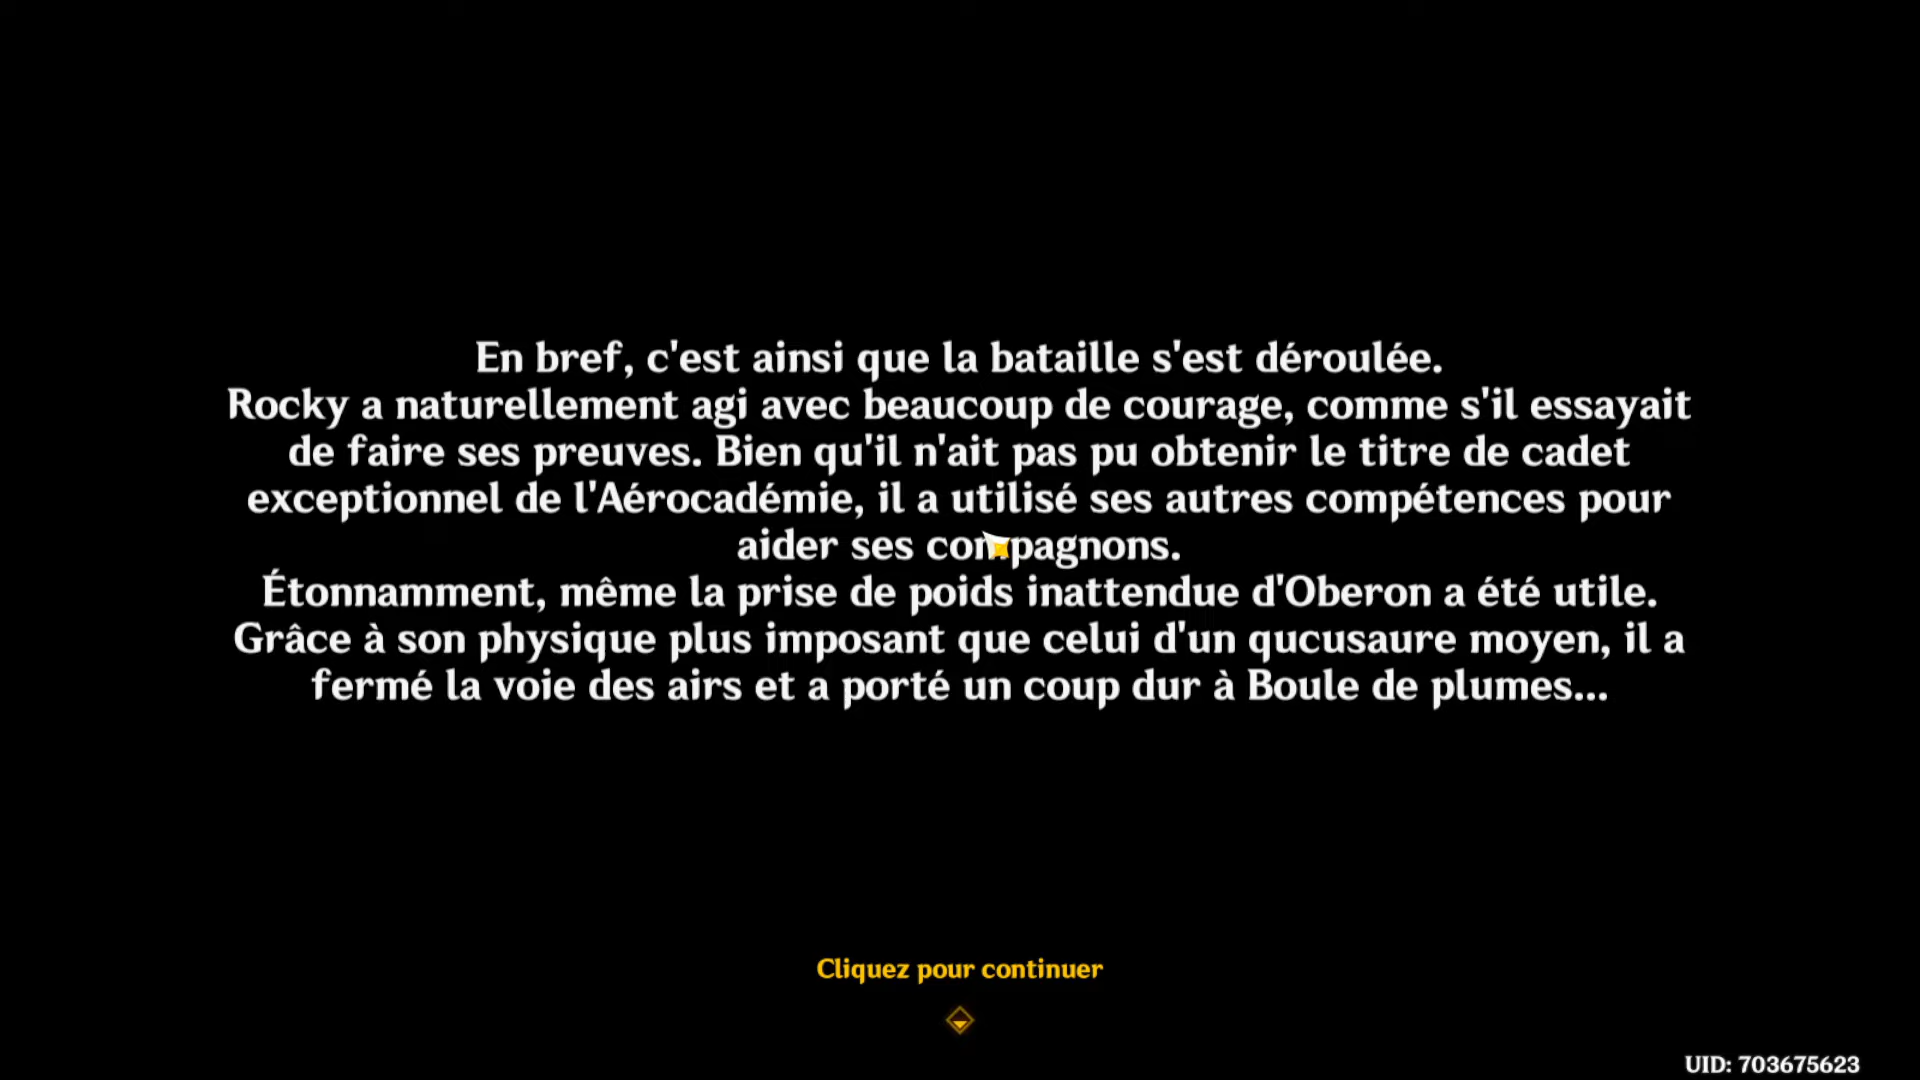 En bref, c'est ainsi que la bataille s'est déroulée.
Rocky a naturellement agi avec beaucoup de courage, comme s'il essayait
de faire ses preuves. Bien qu'il n'ait pas pu obtenir le titre de cadet
exceptionnel de l'Aérocadémie, il a utilisé ses autres compétences pour
aider ses compagnons.
Étonnamment, même la prise de poids inattendue d'Oberon a été utile.
Grâce à son physique plus imposant que celui d'un qucusaure moyen, il a
fermé la voie des airs et a porté un coup dur à Boule de plumes...
Cliquez pour continuer
UID: 703675623